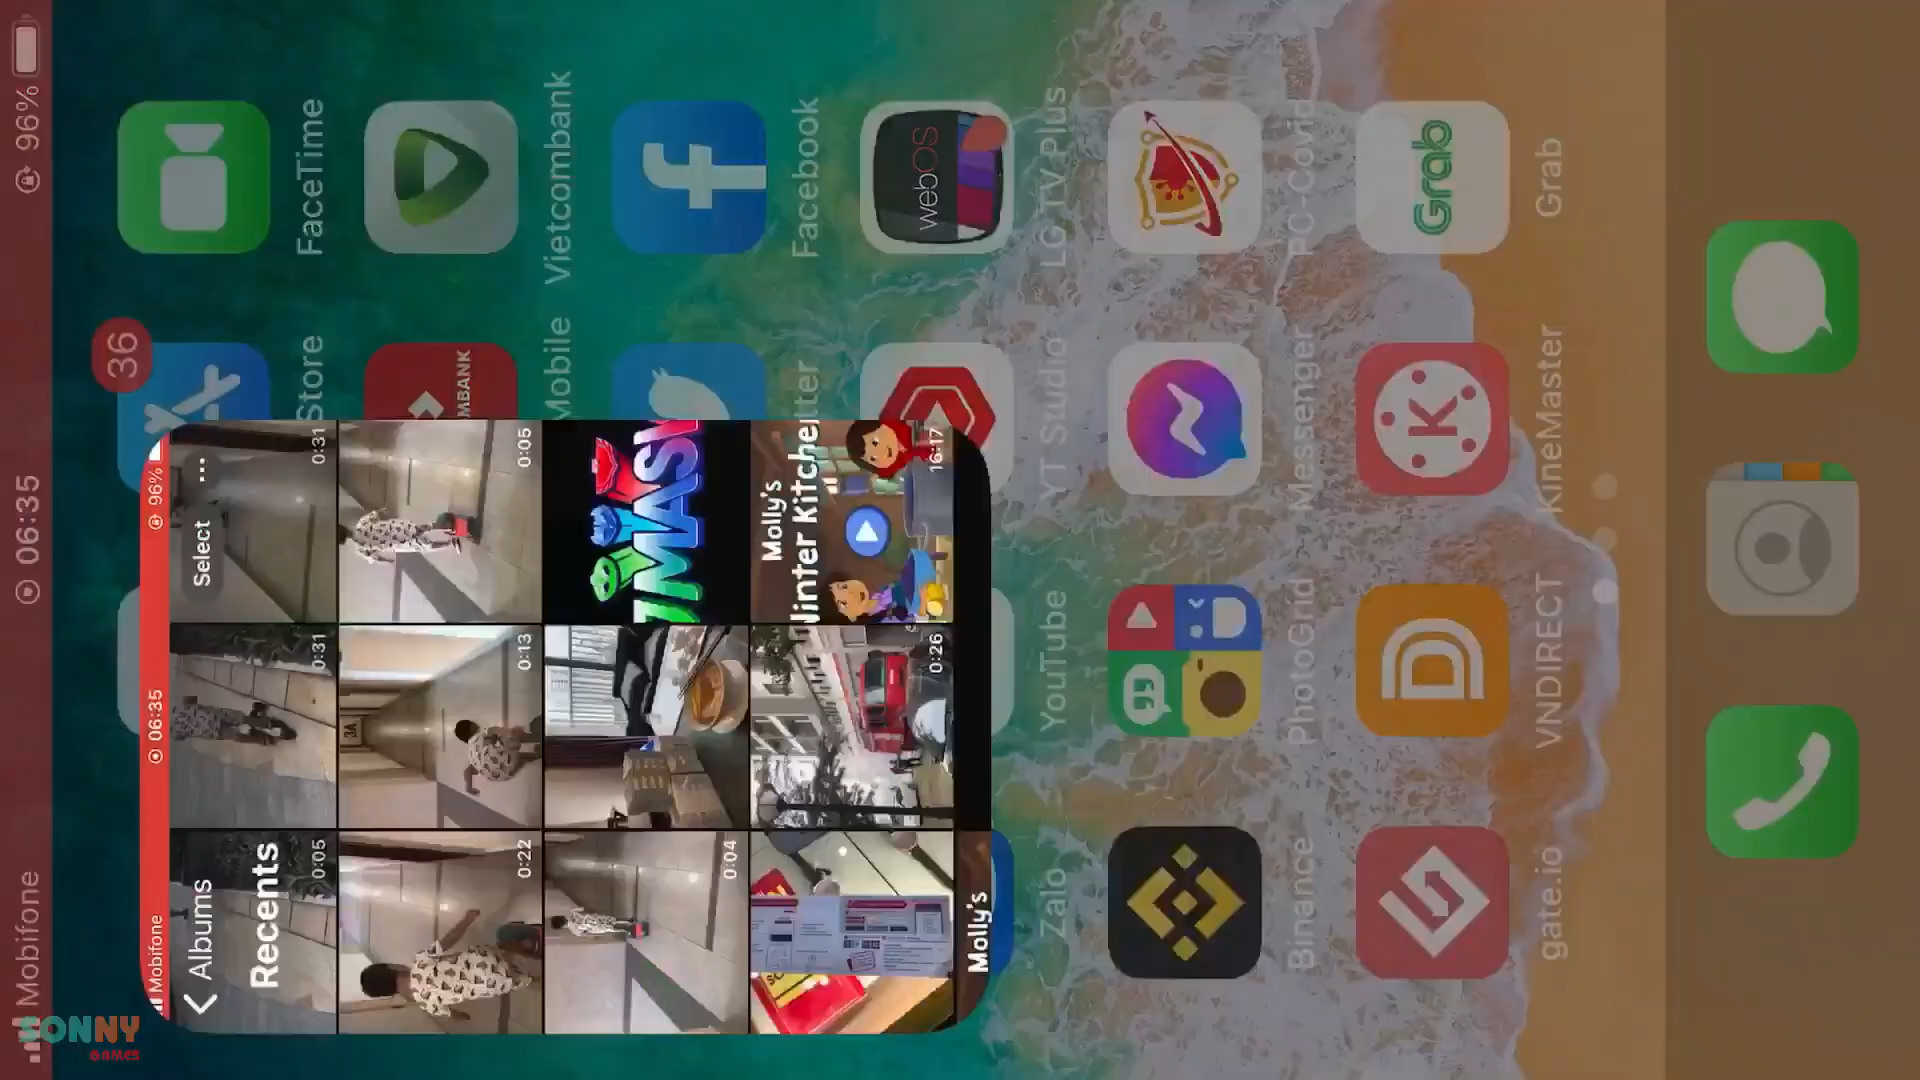 Mobifone
06:35
96%
36
Store
FaceTime
Mobile
Vietcombank
MBANK
Facebook
Zalo
YouTube
YT Studio
LG TV Plus
webOS
Binance
PhotoGrid
Messenger
PC-Covid
gate.io
VNDIRECT
KineMaster
Grab
Grab
Mobifone
06:35
96%
Albums
Select
Recents
0:05
0:31
0:31
3A
0:22
0:13
0:05
0:04
Molly's
16:17
0:26
Molly's
SONNY
GAMES